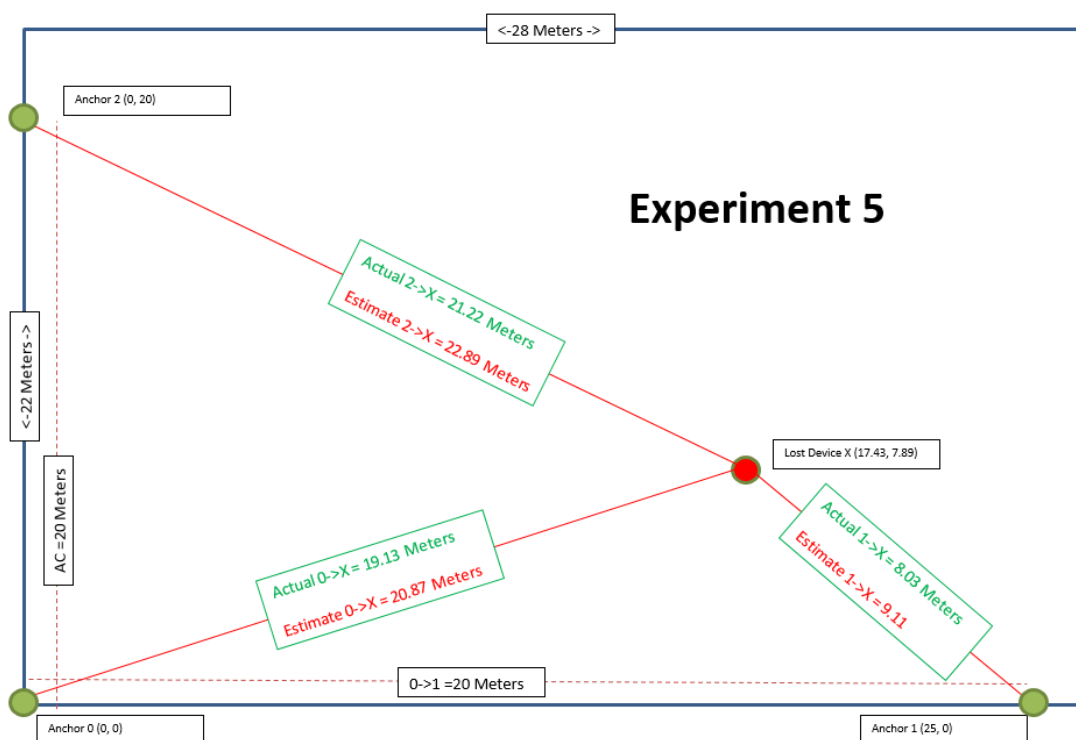 <-28 Meters ->
Anchor 2 (0, 20)
Experiment 5
Actual 2->X = 21.22 Meters
Estimate 2->X = 22.89 Meters
<-22 Meters->
AC =20 Meters
Lost Device X (17.43, 7.89)
Actual 0->X = 19.13 Meters
Estimate 0->X = 20.87 Meters
Actual 1->X = 8.03 Meters
Estimate 1->X = 9.11
0->1 =20 Meters
Anchor 0 (0, 0)
Anchor 1 (25, 0)